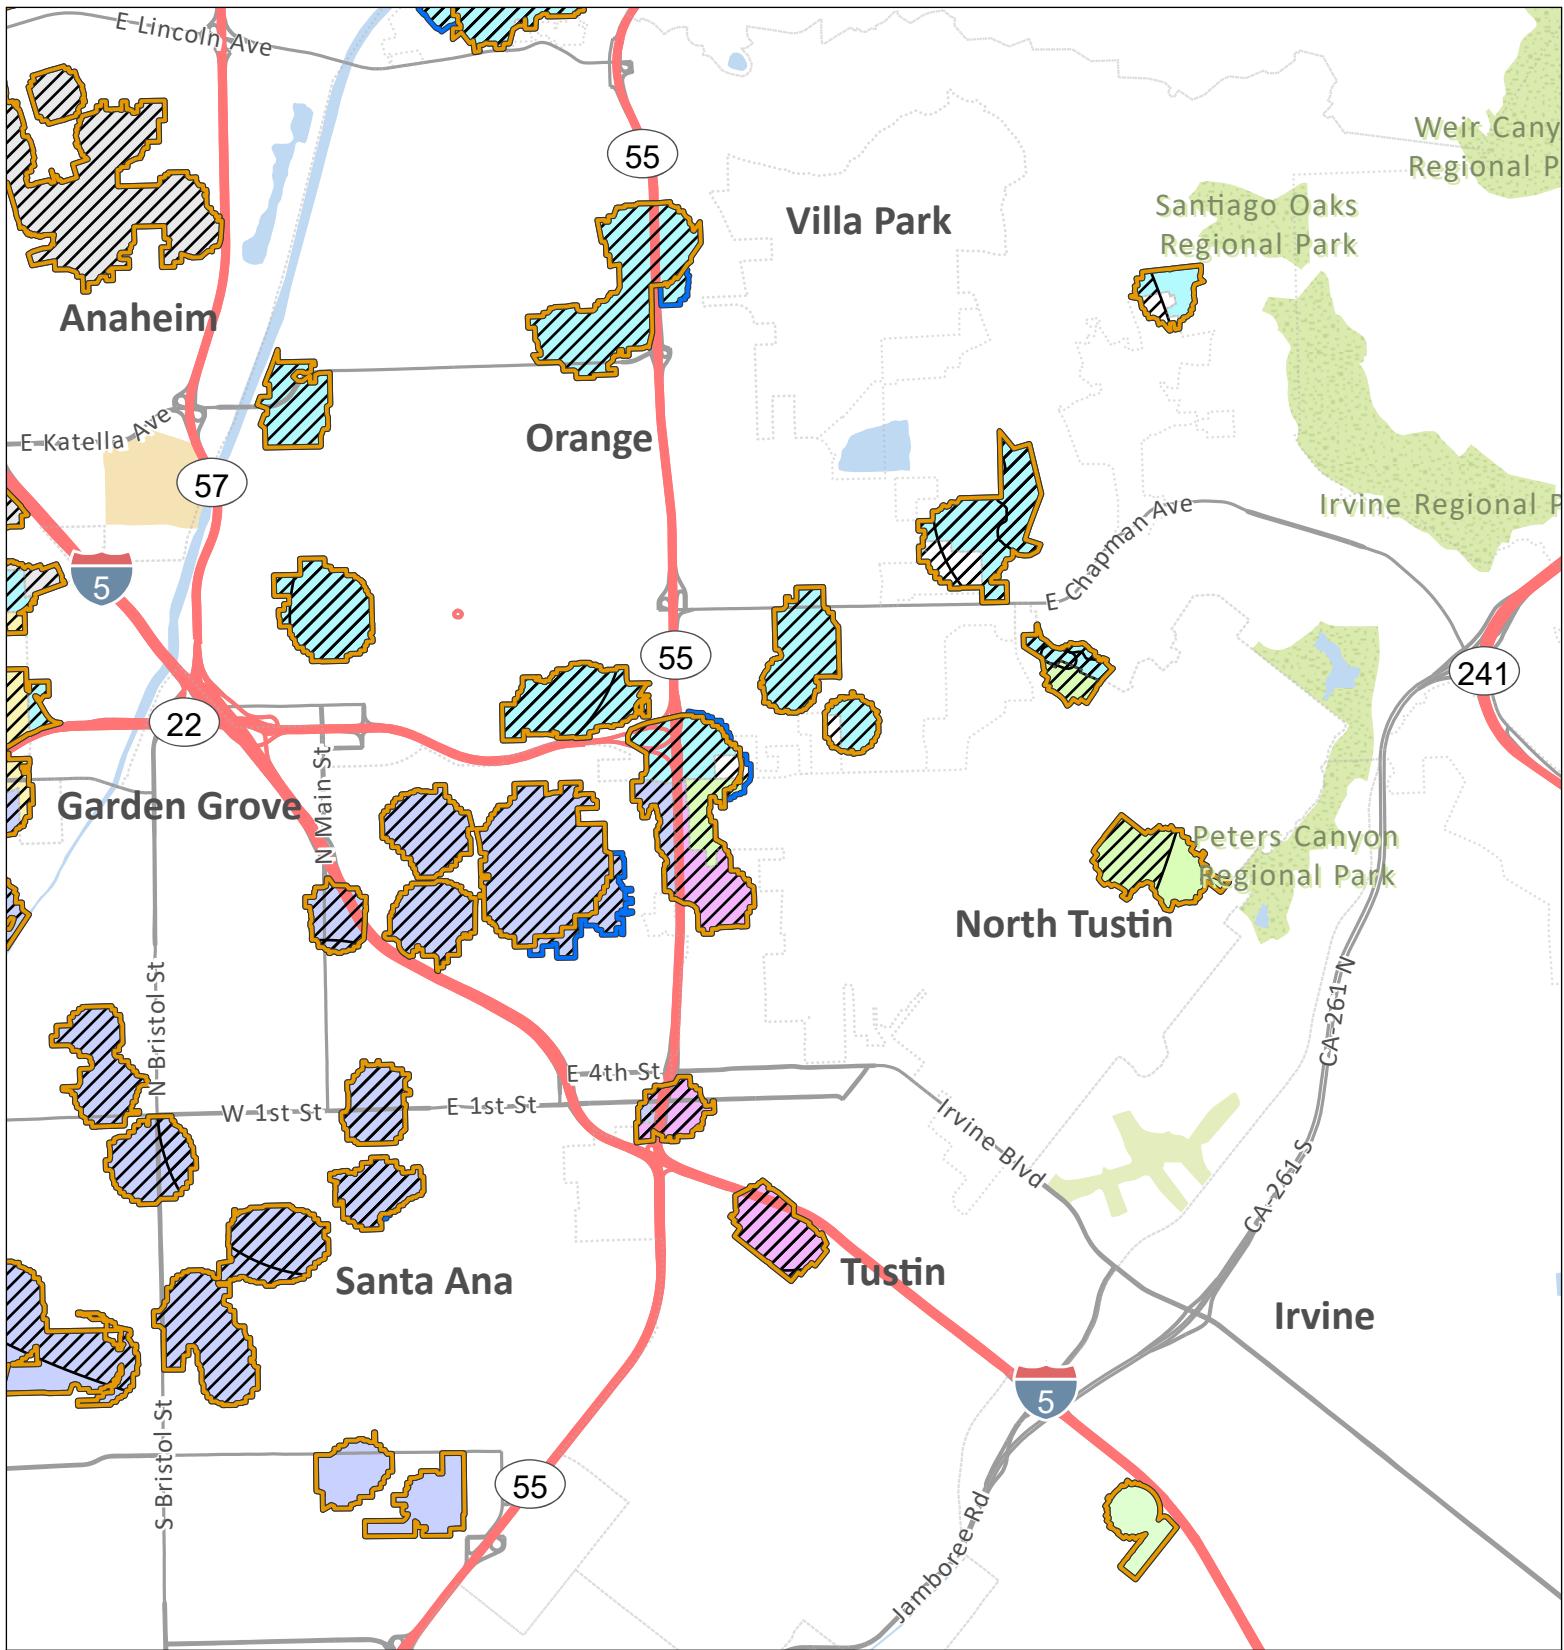 E Lincoln Ave
55
Weir Cany
Regional P
Villa Park
Santiago Oaks
Regional Park
Anaheim
E Katella Ave
Orange
57
Irvine Regional P
E Chapman Ave
5
55
241
22
Garden Grove
N Main St
Peters Canyon
Regional Park
North Tustin
N Bristol St
CA-261 N
E 4th St
W 1st St
E 1st St
Irvine Blvd
CA-261 S
Santa Ana
Tustin
Irvine
5
S Bristol St
55
Jamboree Rd